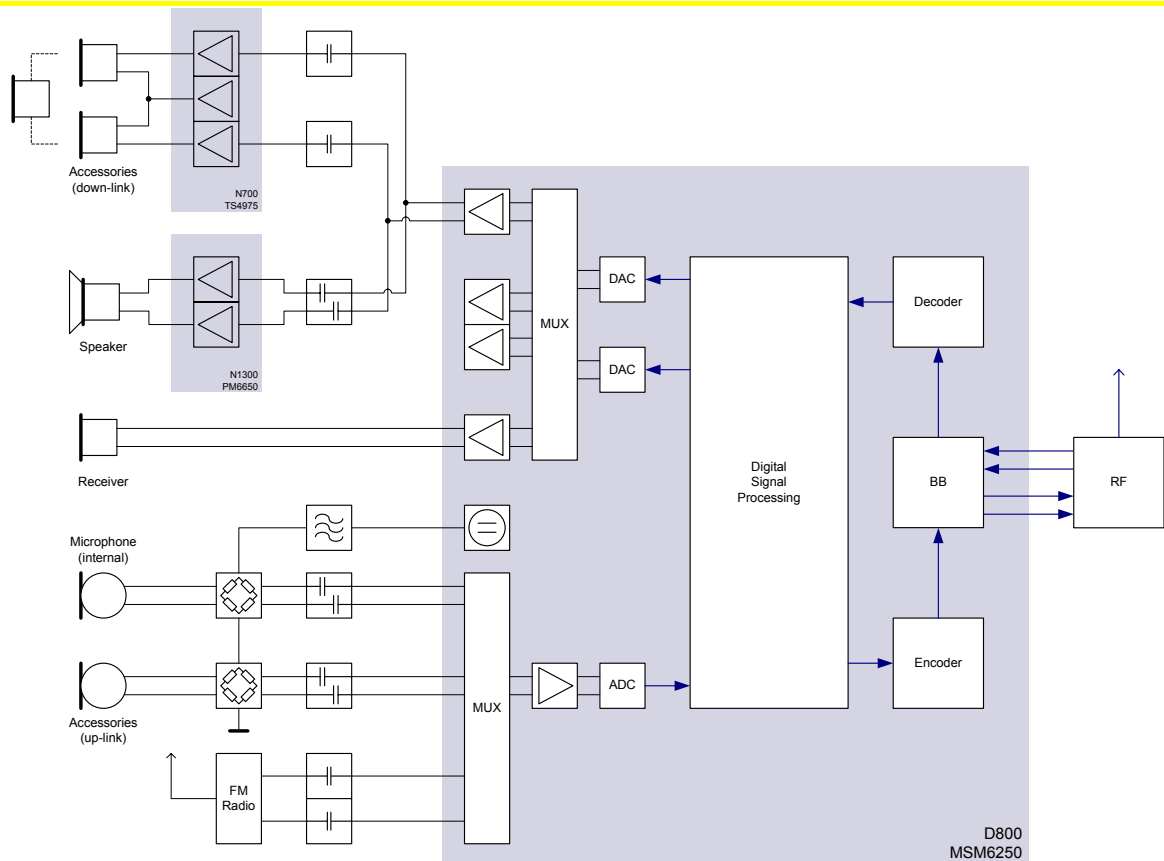 Accessories
(down-link)
N700
TS4975
Speaker
N1300
PM6650
Receiver
Microphone
(internal)
Accessories
(up-link)
FM
Radio
MUX
DAC
DAC
MUX
ADC
Digital
Signal
Processing
Decoder
BB
RF
Encoder
D800
MSM6250